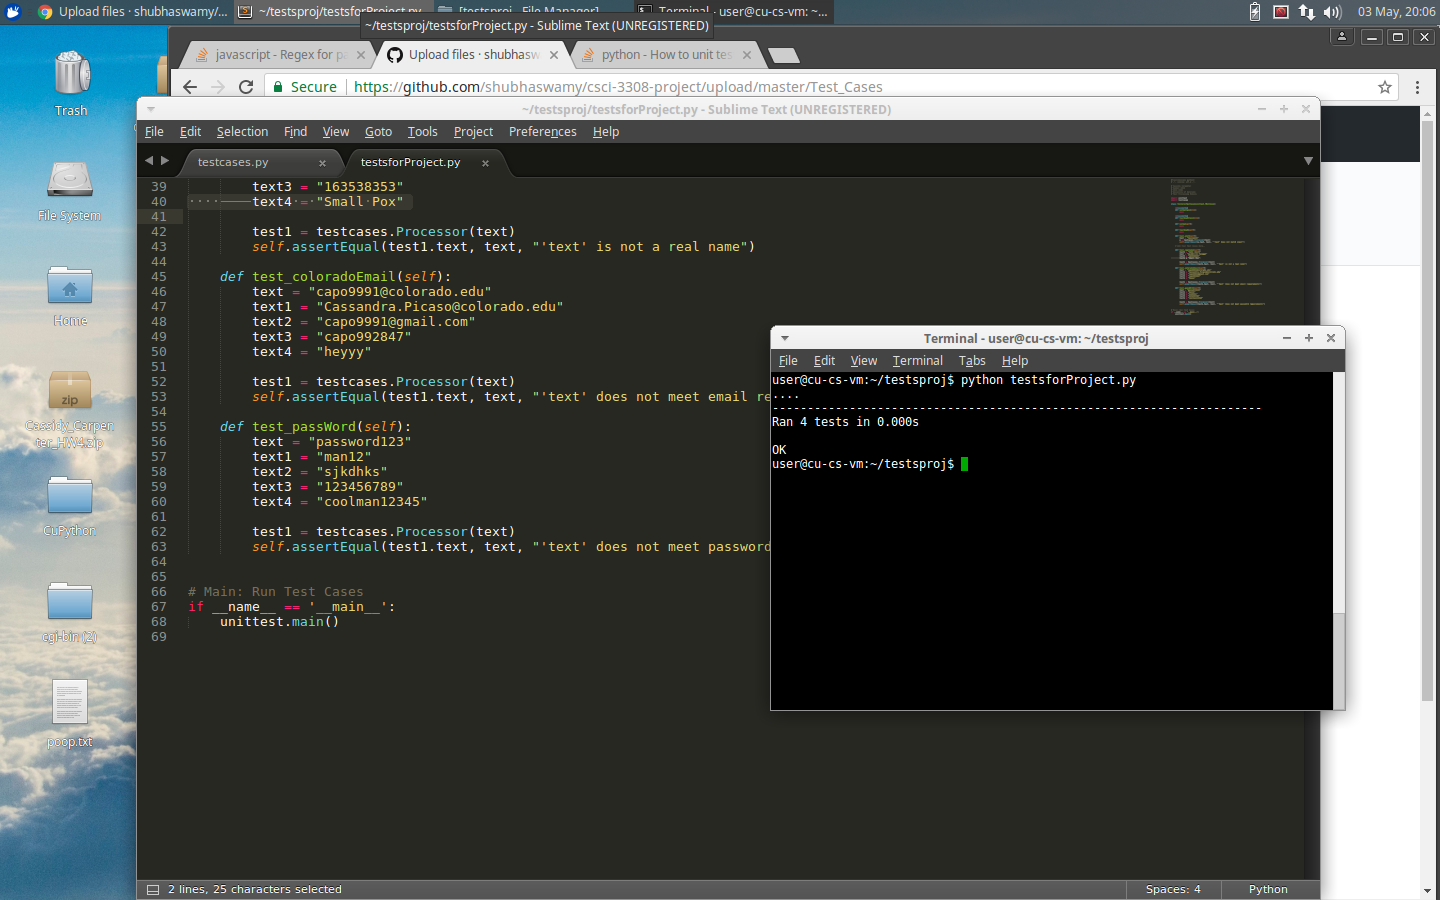 Upload files · shubhaswamy/...
~/testsproj/testsforProject.py
[testsproj - File Manager]
Terminal - user@cu-cs-vm: ~...
03 May, 20:06
~/testsproj/testsforProject.py - Sublime Text (UNREGISTERED)
javascript - Regex for pa
Upload files · shubhasw
python - How to unit tes
Secure
https://github.com/shubhaswamy/csci-3308-project/upload/master/Test_Cases
Trash
File System
Home
zip
Cassidy_Carpen
ter_HW4.zip
CuPython
cgi-bin (2)
poop.txt
~/testsproj/testsforProject.py - Sublime Text (UNREGISTERED)
File Edit Selection Find View Goto Tools Project Preferences Help
testcases.py
testsforProject.py
39 text3 = "163538353"
40 text4 = "Small Pox"
41
42 test1 = testcases.Processor(text)
43 self.assertEqual(test1.text, text, "'text' is not a real name")
44
45 def test_coloradoEmail(self):
46 text = "capo9991@colorado.edu"
47 text1 = "Cassandra.Picaso@colorado.edu"
48 text2 = "capo9991@gmail.com"
49 text3 = "capo992847"
50 text4 = "heyyy"
51
52 test1 = testcases.Processor(text)
53 self.assertEqual(test1.text, text, "'text' does not meet email re
54
55 def test_passWord(self):
56 text = "password123"
57 text1 = "man12"
58 text2 = "sjkdhks"
59 text3 = "123456789"
60 text4 = "coolman12345"
61
62 test1 = testcases.Processor(text)
63 self.assertEqual(test1.text, text, "'text' does not meet password
64
65
66 # Main: Run Test Cases
67 if __name__ == '__main__':
68 unittest.main()
69
2 lines, 25 characters selected
Spaces: 4
Python
Terminal - user@cu-cs-vm: ~/testsproj
File Edit View Terminal Tabs Help
user@cu-cs-vm:~/testsproj$ python testsforProject.py
....
----------------------------------------------------------------------
Ran 4 tests in 0.000s
OK
user@cu-cs-vm:~/testsproj$